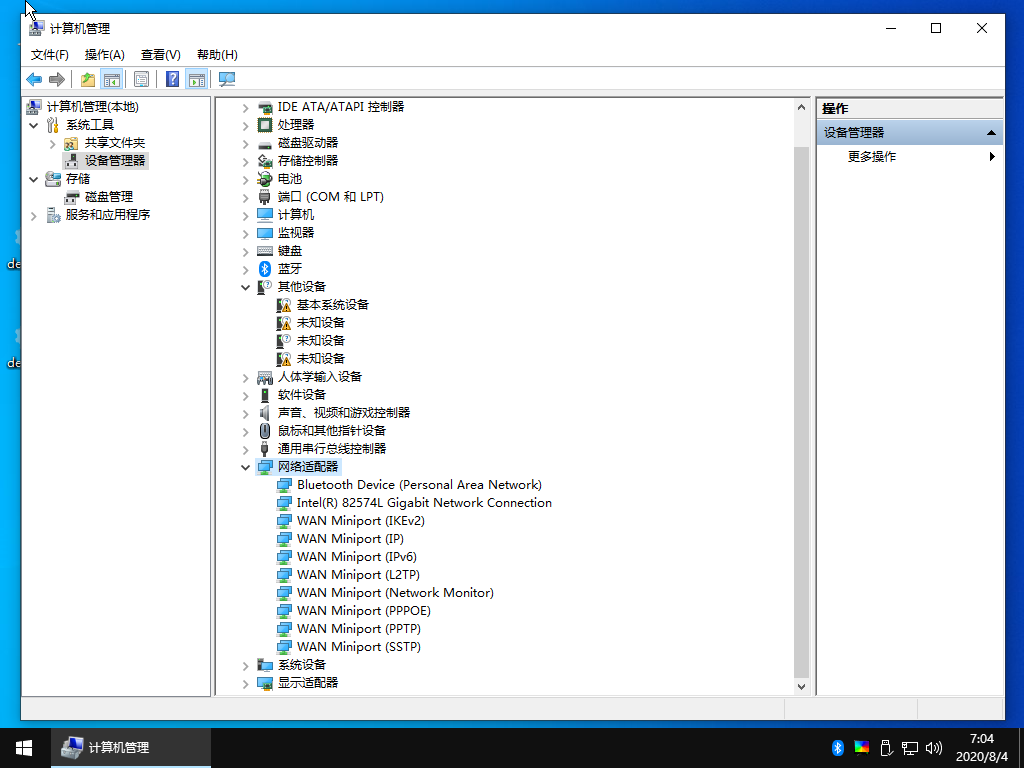 计算机管理
文件(F) 操作(A) 查看(V) 帮助(H)
计算机管理(本地)
系统工具
共享文件夹
设备管理器
存储
磁盘管理
服务和应用程序
de
de
IDE ATA/ATAPI 控制器
处理器
磁盘驱动器
存储控制器
电池
端口 (COM 和 LPT)
计算机
监视器
键盘
蓝牙
其他设备
基本系统设备
未知设备
未知设备
未知设备
人体学输入设备
软件设备
声音、视频和游戏控制器
鼠标和其他指针设备
通用串行总线控制器
网络适配器
Bluetooth Device (Personal Area Network)
Intel(R) 82574L Gigabit Network Connection
WAN Miniport (IKEv2)
WAN Miniport (IP)
WAN Miniport (IPv6)
WAN Miniport (L2TP)
WAN Miniport (Network Monitor)
WAN Miniport (PPPOE)
WAN Miniport (PPTP)
WAN Miniport (SSTP)
系统设备
显示适配器
操作
设备管理器
更多操作
计算机管理
7:04
2020/8/4